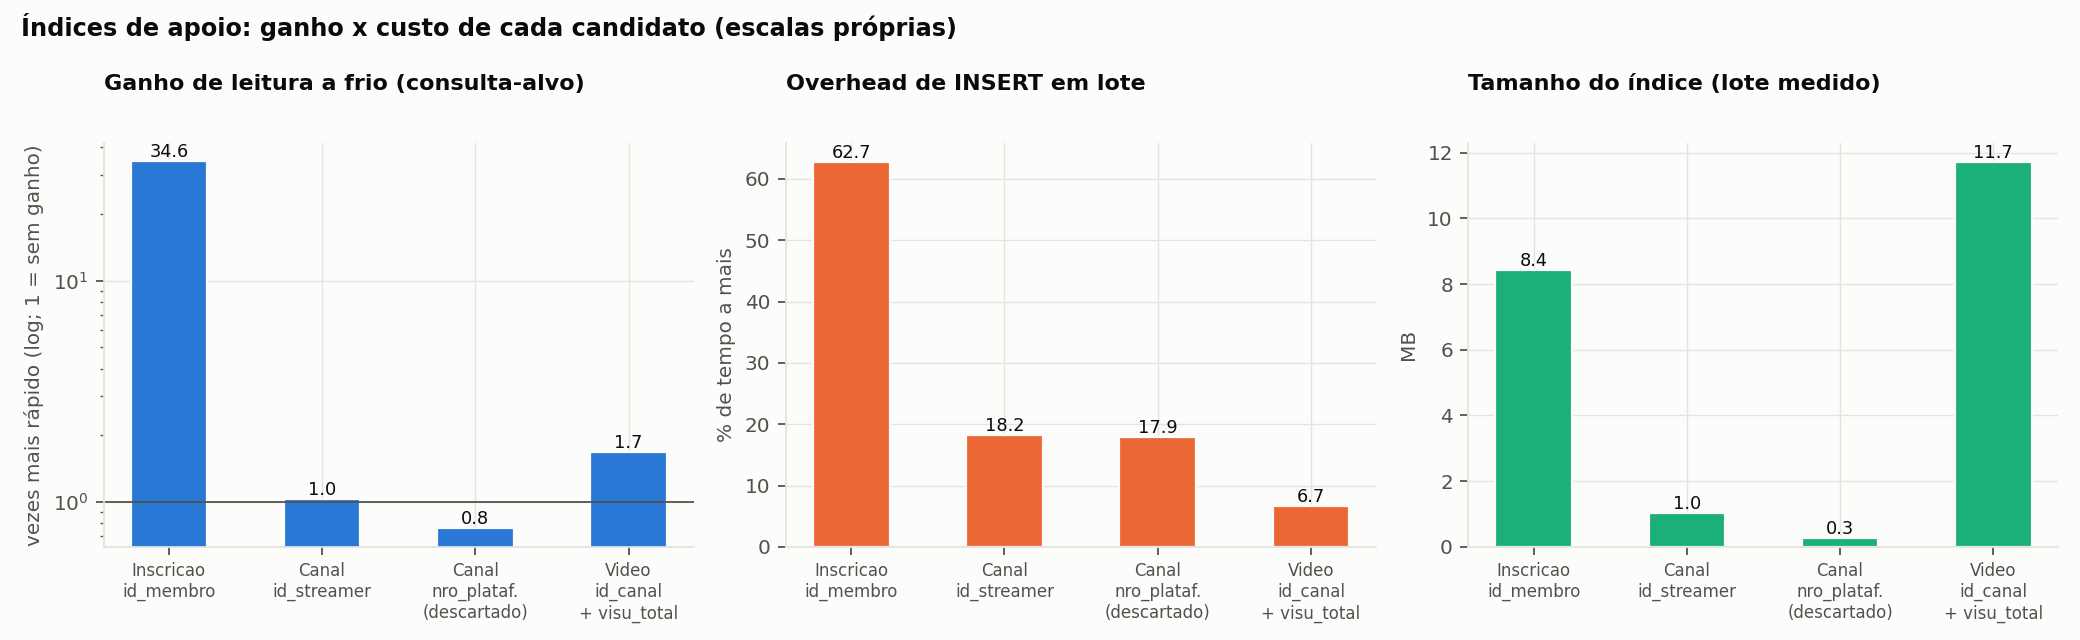 Índices de apoio: ganho x custo de cada candidato (escalas próprias)
Ganho de leitura a frio (consulta-alvo)
vezes mais rápido (log; 1 = sem ganho)
10¹
10⁰
34.6
1.0
0.8
1.7
Inscricao
id_membro
Canal
id_streamer
Canal
nro_plataf.
(descartado)
Video
id_canal
+ visu_total
Overhead de INSERT em lote
% de tempo a mais
60
50
40
30
20
10
0
62.7
18.2
17.9
6.7
Inscricao
id_membro
Canal
id_streamer
Canal
nro_plataf.
(descartado)
Video
id_canal
+ visu_total
Tamanho do índice (lote medido)
MB
12
10
8
6
4
2
0
8.4
1.0
0.3
11.7
Inscricao
id_membro
Canal
id_streamer
Canal
nro_plataf.
(descartado)
Video
id_canal
+ visu_total